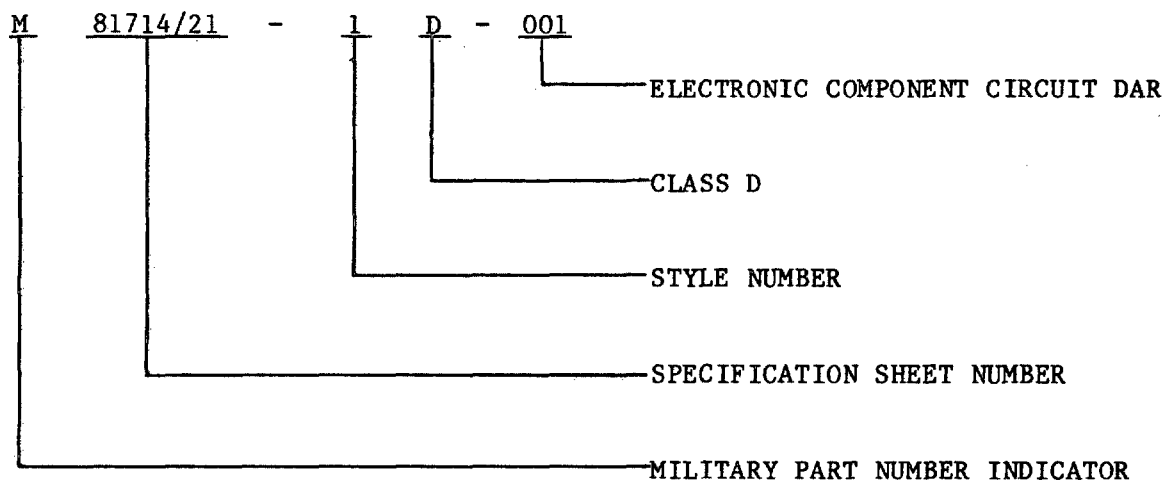 M 81714/21 - 1 D - 001
ELECTRONIC COMPONENT CIRCUIT DAR
CLASS D
STYLE NUMBER
SPECIFICATION SHEET NUMBER
MILITARY PART NUMBER INDICATOR